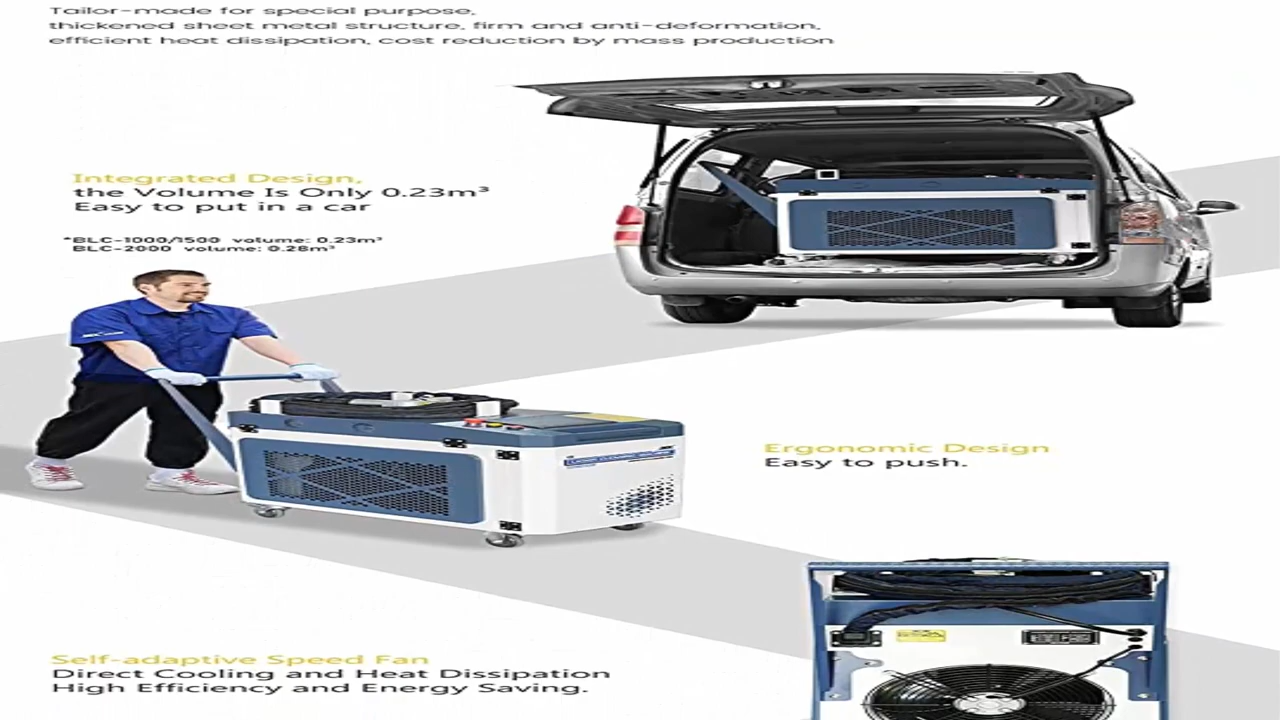 Tailor-made for special purpose,
thickened sheet metal structure, firm and anti-deformation,
efficient heat dissipation, cost reduction by mass production
Integrated Design,
the Volume Is Only 0.23m³
Easy to put in a car
*BLC-1000/1500 volume: 0.23m³
BLC-2000 volume: 0.28m³
Ergonomic Design
Easy to push.
Self-adaptive Speed Fan
Direct Cooling and Heat Dissipation
High Efficiency and Energy Saving.